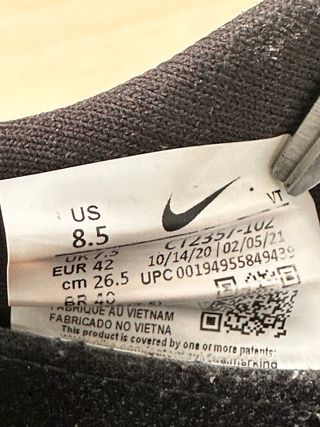 US
8.5
VT
UK 7.5
CT2357-102
EUR 42
10/14/20 | 02/05/21
cm 26.5
UPC 00194955849439
BR 40
FABRIQUE AU VIETNAM
FABRICADO NO VIETNA
This product is covered by one or more patents: